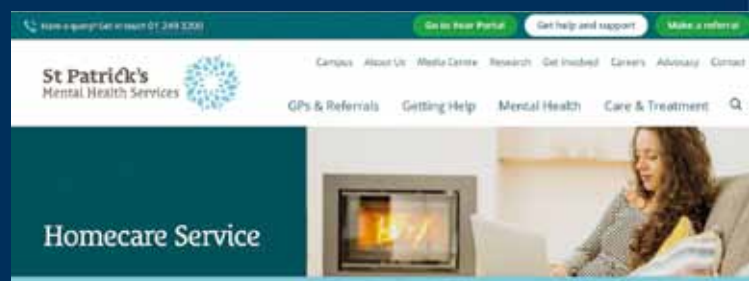 Have a query? Get in touch 01 249 3200
Go to Your Portal
Get help and support
Make a referral
St Patrick's
Mental Health Services
Campus About Us Media Centre Research Get Involved Careers Advocacy Contact
GPs & Referrals Getting Help Mental Health Care & Treatment
Homecare Service